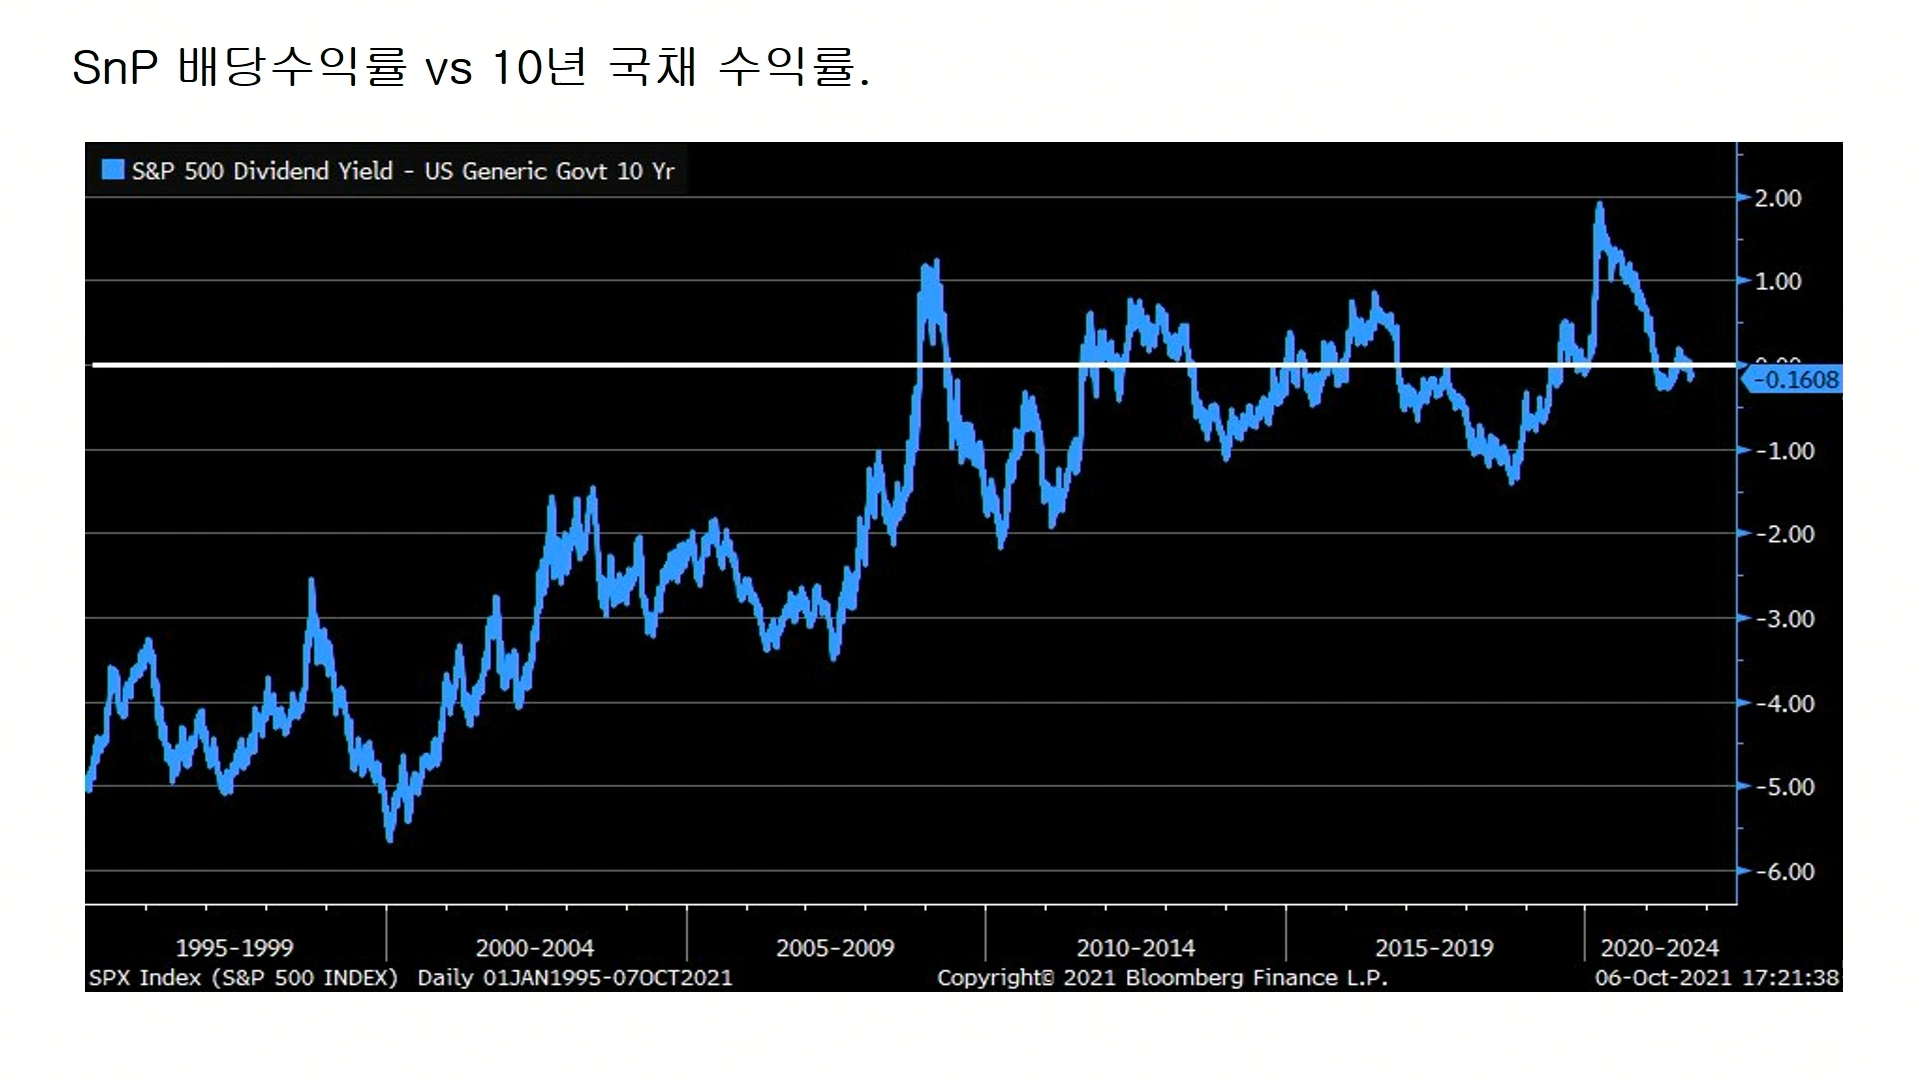 SnP 배당수익률 vs 10년 국채 수익률.
S&P 500 Dividend Yield - US Generic Govt 10 Yr
2.00
1.00
0.00
-0.1608
-1.00
-2.00
-3.00
-4.00
-5.00
-6.00
1995-1999 2000-2004 2005-2009 2010-2014 2015-2019 2020-2024
SPX Index (S&P 500 INDEX) Daily 01JAN1995-07OCT2021 Copyright© 2021 Bloomberg Finance L.P. 06-Oct-2021 17:21:38